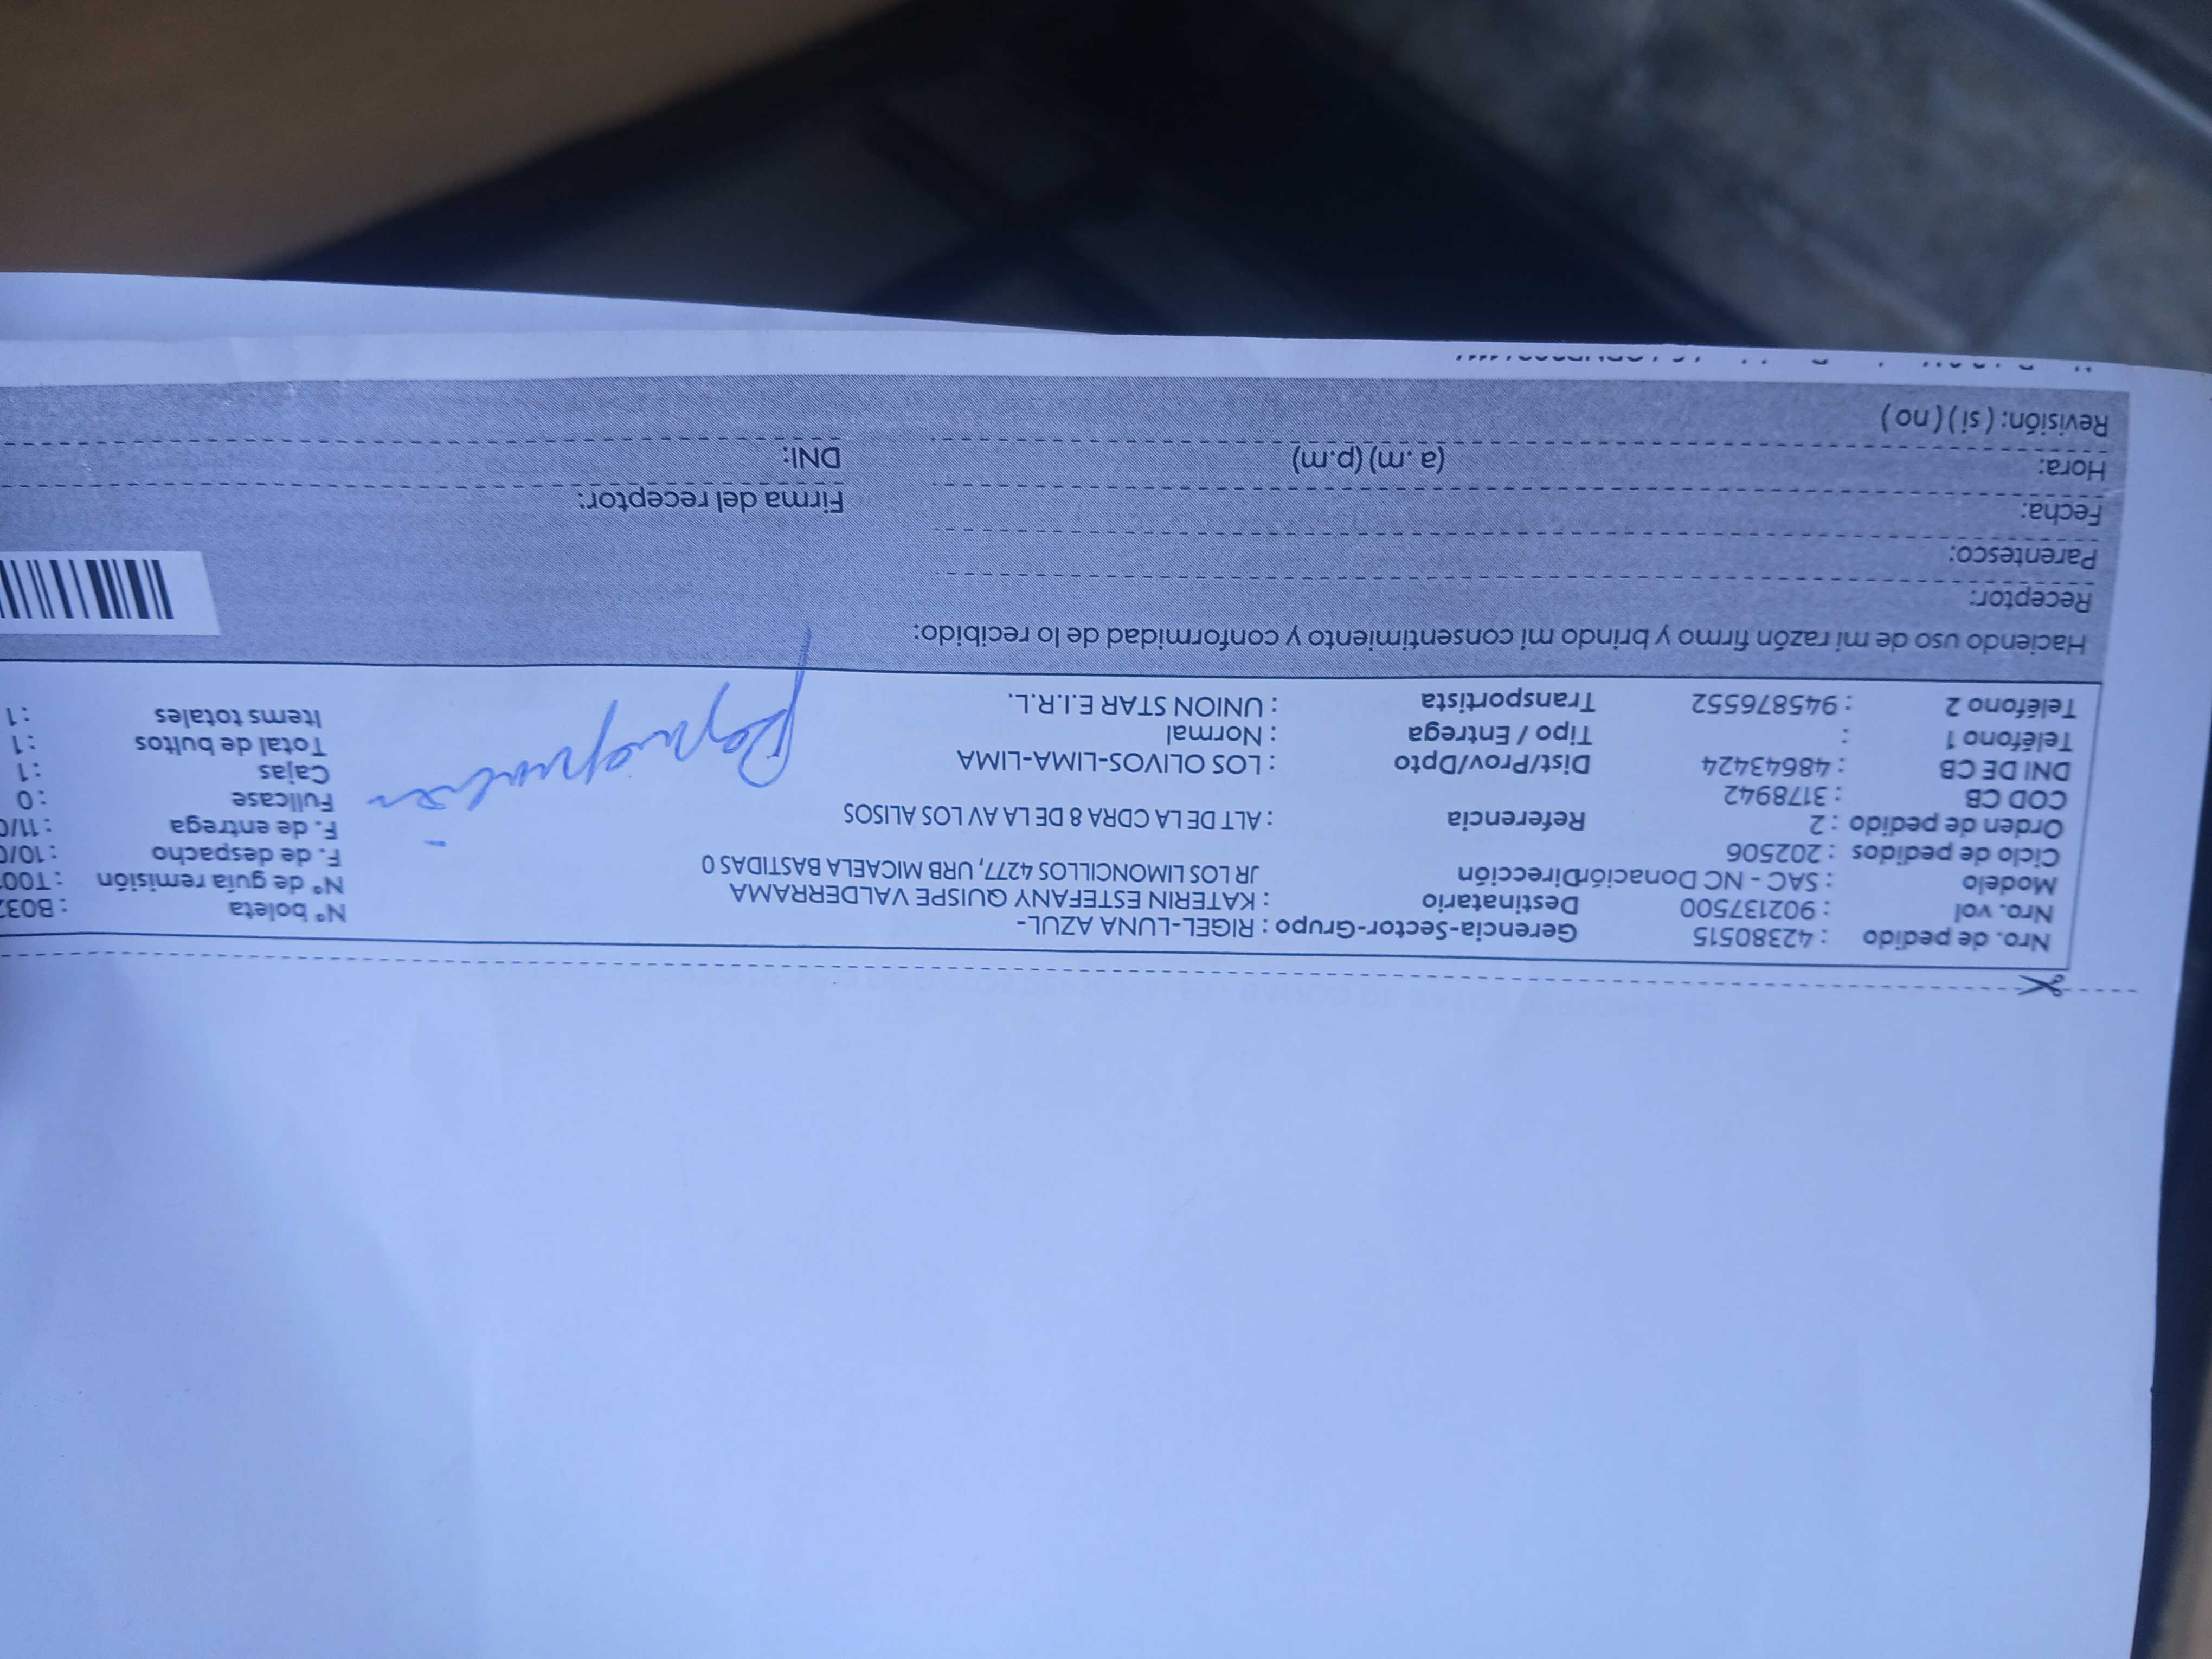 Nro. de pedido : 42380515 Gerencia-Sector-Grupo : RIGEL-LUNA AZUL- Nº boleta : B03
Nro. vol : 902137500 Destinatario : KATERIN ESTEFANY QUISPE VALDERRAMA Nº de guía remisión : T00
Modelo : SAC - NC Donación Dirección JR LOS LIMONCILLOS 4277, URB MICAELA BASTIDAS 0 F. de despacho : 10/0
Ciclo de pedidos : 202506 F. de entrega : 11/0
Orden de pedido : 2 Referencia : ALT DE LA CDRA 8 DE LA AV LOS ALISOS Fullcase : 0
COD CB : 3178942 Cajas : 1
DNI DE CB : 48643424 Dist/Prov/Dpto : LOS OLIVOS-LIMA-LIMA Total de bultos : 1
Teléfono 1 : Tipo / Entrega : Normal Items totales : 1
Teléfono 2 : 945876552 Transportista : UNION STAR E.I.R.L.
Haciendo uso de mi razón firmo y brindo mi consentimiento y conformidad de lo recibido:
Receptor:
Parentesco:
Fecha: Firma del receptor:
Hora: (a .m) (p.m) DNI:
Revisión: ( si ) ( no )